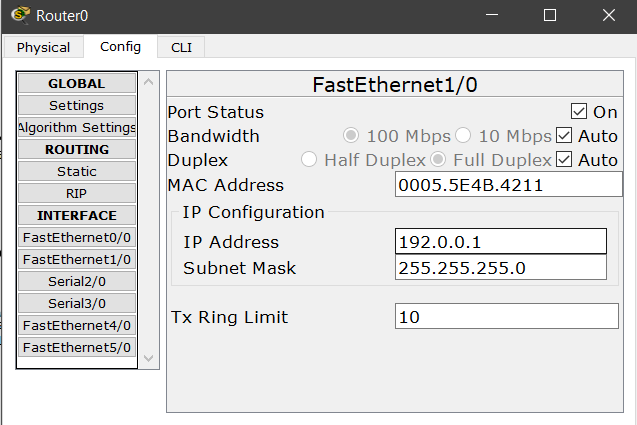 Router0
Physical Config CLI
GLOBAL
Settings
Algorithm Settings
ROUTING
Static
RIP
INTERFACE
FastEthernet0/0
FastEthernet1/0
Serial2/0
Serial3/0
FastEthernet4/0
FastEthernet5/0
FastEthernet1/0
Port Status On
Bandwidth 100 Mbps 10 Mbps Auto
Duplex Half Duplex Full Duplex Auto
MAC Address 0005.5E4B.4211
IP Configuration
IP Address 192.0.0.1
Subnet Mask 255.255.255.0
Tx Ring Limit 10